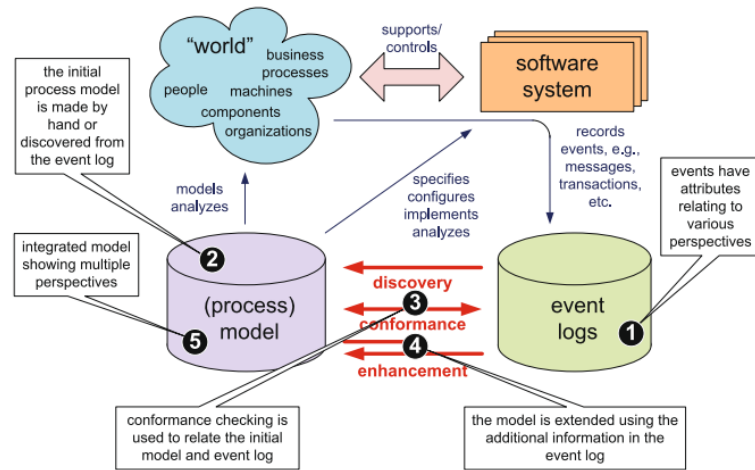 "world"
business
processes
people
machines
components
organizations
supports/
controls
software
system
the initial
process model
is made by
hand or
discovered from
the event log
models
analyzes
specifies
configures
implements
analyzes
records
events, e.g.,
messages,
transactions,
etc.
events have
attributes
relating to
various
perspectives
integrated model
showing multiple
perspectives
2
(process)
model
5
discovery
3
conformance
4
enhancement
event
logs
1
conformance checking is
used to relate the initial
model and event log
the model is extended using the
additional information in the
event log